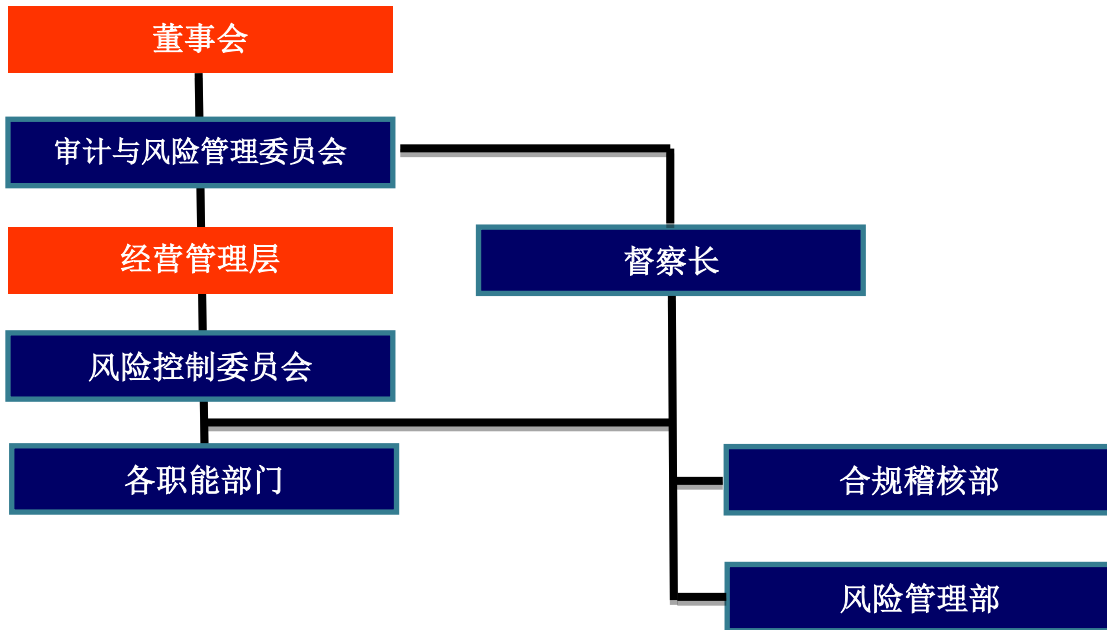 董事会
审计与风险管理委员会
经营管理层
督察长
风险控制委员会
各职能部门
合规稽核部
风险管理部